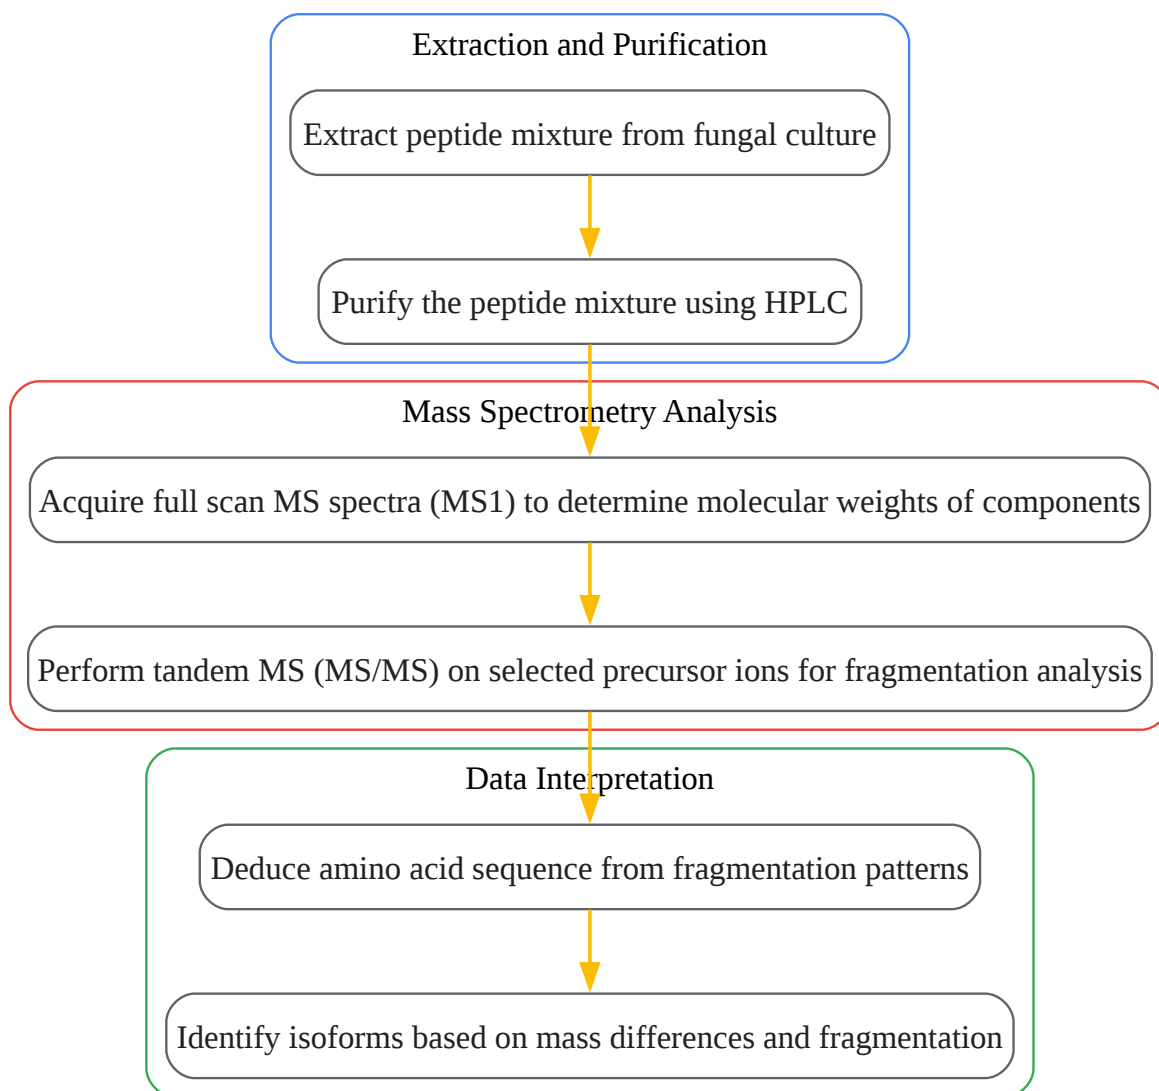 Extraction and Purification
Extract peptide mixture from fungal culture
Purify the peptide mixture using HPLC
Mass Spectrometry Analysis
Acquire full scan MS spectra (MS1) to determine molecular weights of components
Perform tandem MS (MS/MS) on selected precursor ions for fragmentation analysis
Data Interpretation
Deduce amino acid sequence from fragmentation patterns
Identify isoforms based on mass differences and fragmentation